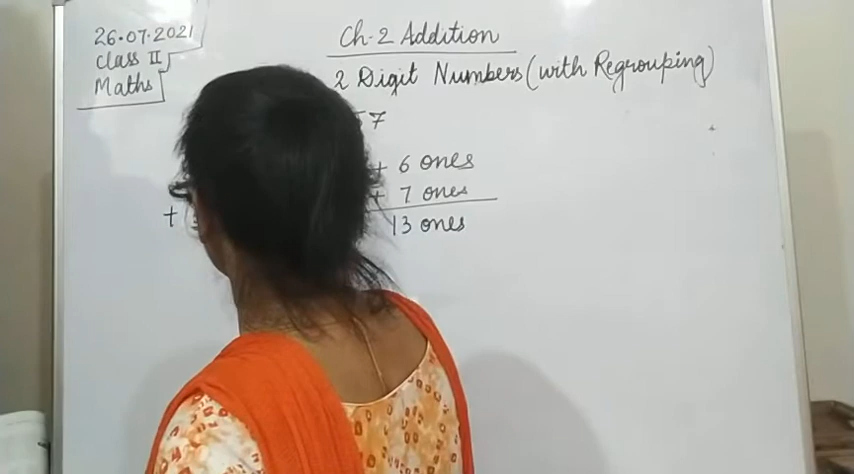 26.07.2021
Class II
Maths
Ch-2 Addition
2 Digit Numbers (with Regrouping)
7
+ 6 ones
+ 7 ones
+ 13 ones